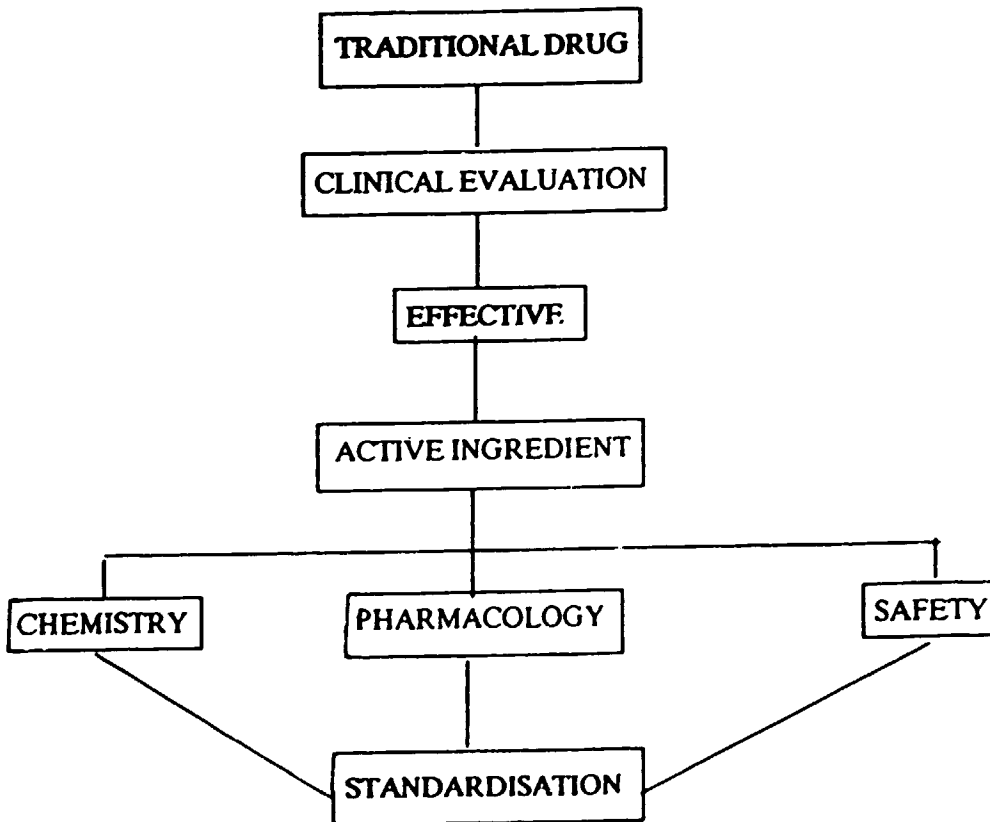 TRADITIONAL DRUG
CLINICAL EVALUATION
EFFECTIVE
ACTIVE INGREDIENT
CHEMISTRY
PHARMACOLOGY
SAFETY
STANDARDISATION